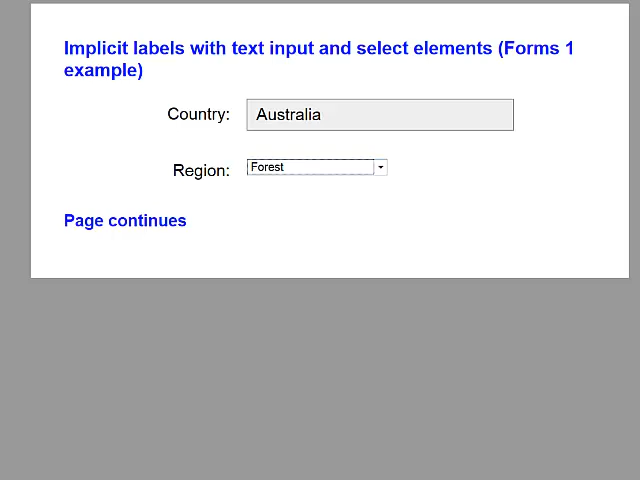 Implicit labels with text input and select elements (Forms 1
example)
Country: Australia
Region: Forest
Page continues